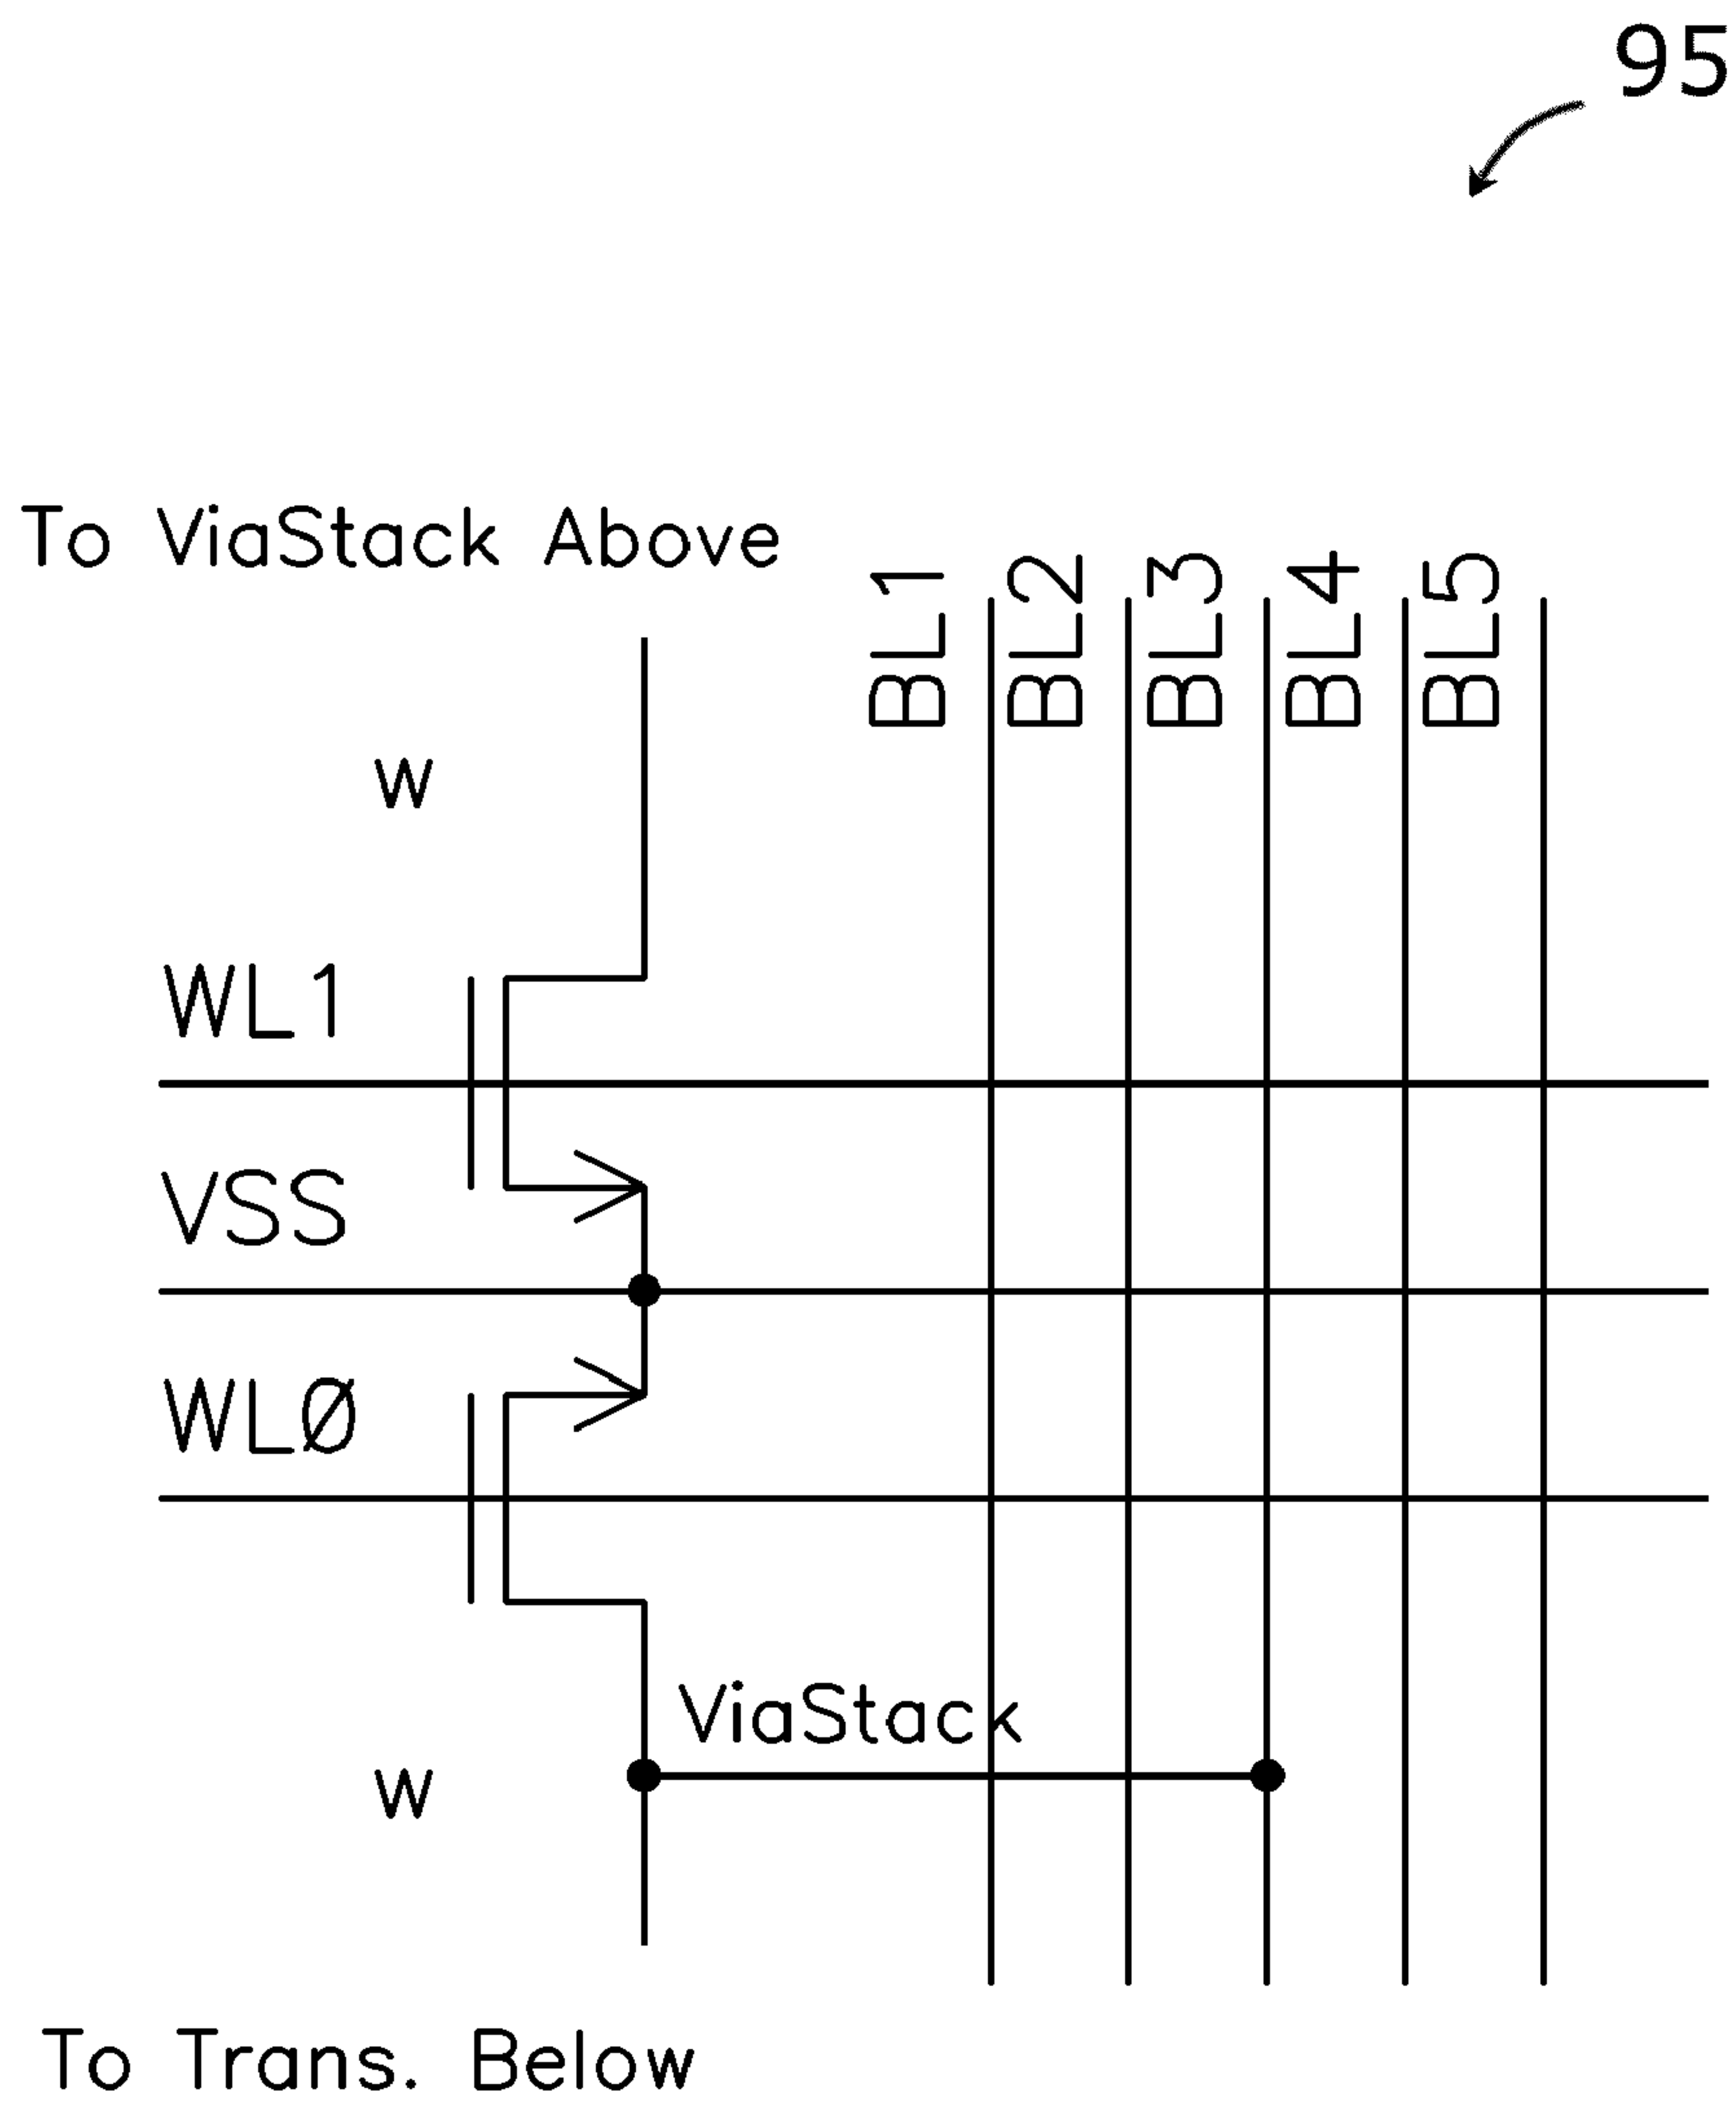 95
To ViaStack Above
BL1
BL2
BL3
BL4
BL5
w
WL1
VSS
WLØ
ViaStack
w
To Trans. Below